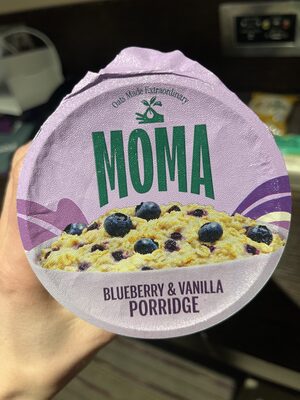 Oats Made Extraordinary
MOMA
BLUEBERRY & VANILLA
PORRIDGE